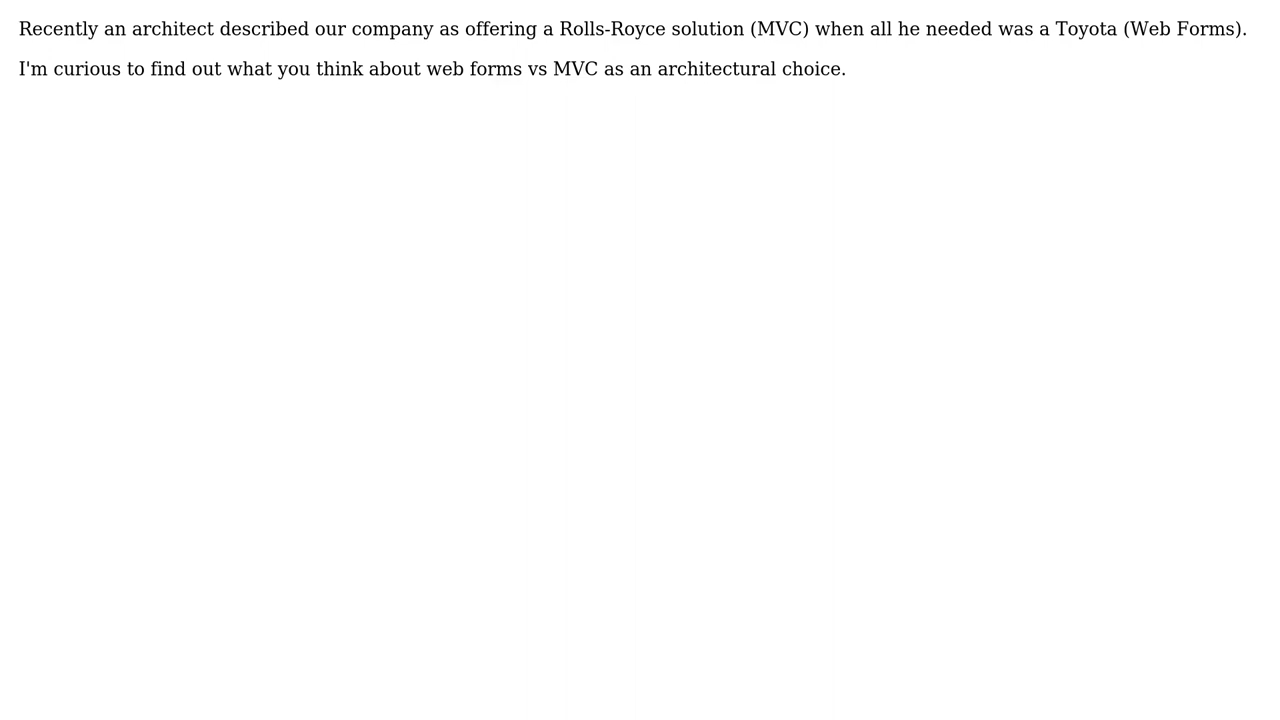 Recently an architect described our company as offering a Rolls-Royce solution (MVC) when all he needed was a Toyota (Web Forms).
I'm curious to find out what you think about web forms vs MVC as an architectural choice.